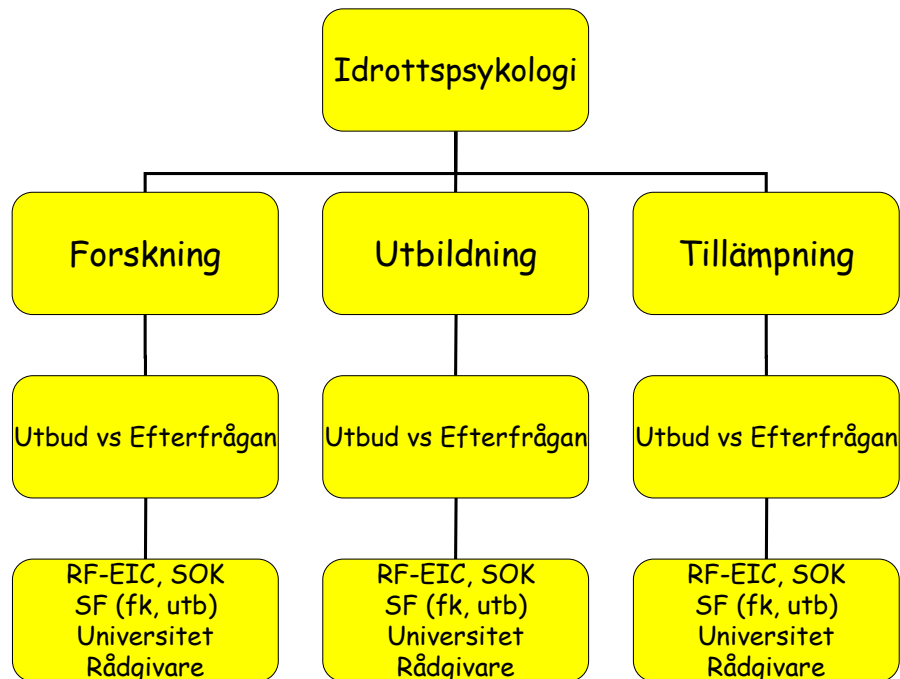 Idrottspsykologi
Forskning
Utbildning
Tillämpning
Utbud vs Efterfrågan
Utbud vs Efterfrågan
Utbud vs Efterfrågan
RF-EIC, SOK
SF (fk, utb)
Universitet
Rådgivare
RF-EIC, SOK
SF (fk, utb)
Universitet
Rådgivare
RF-EIC, SOK
SF (fk, utb)
Universitet
Rådgivare